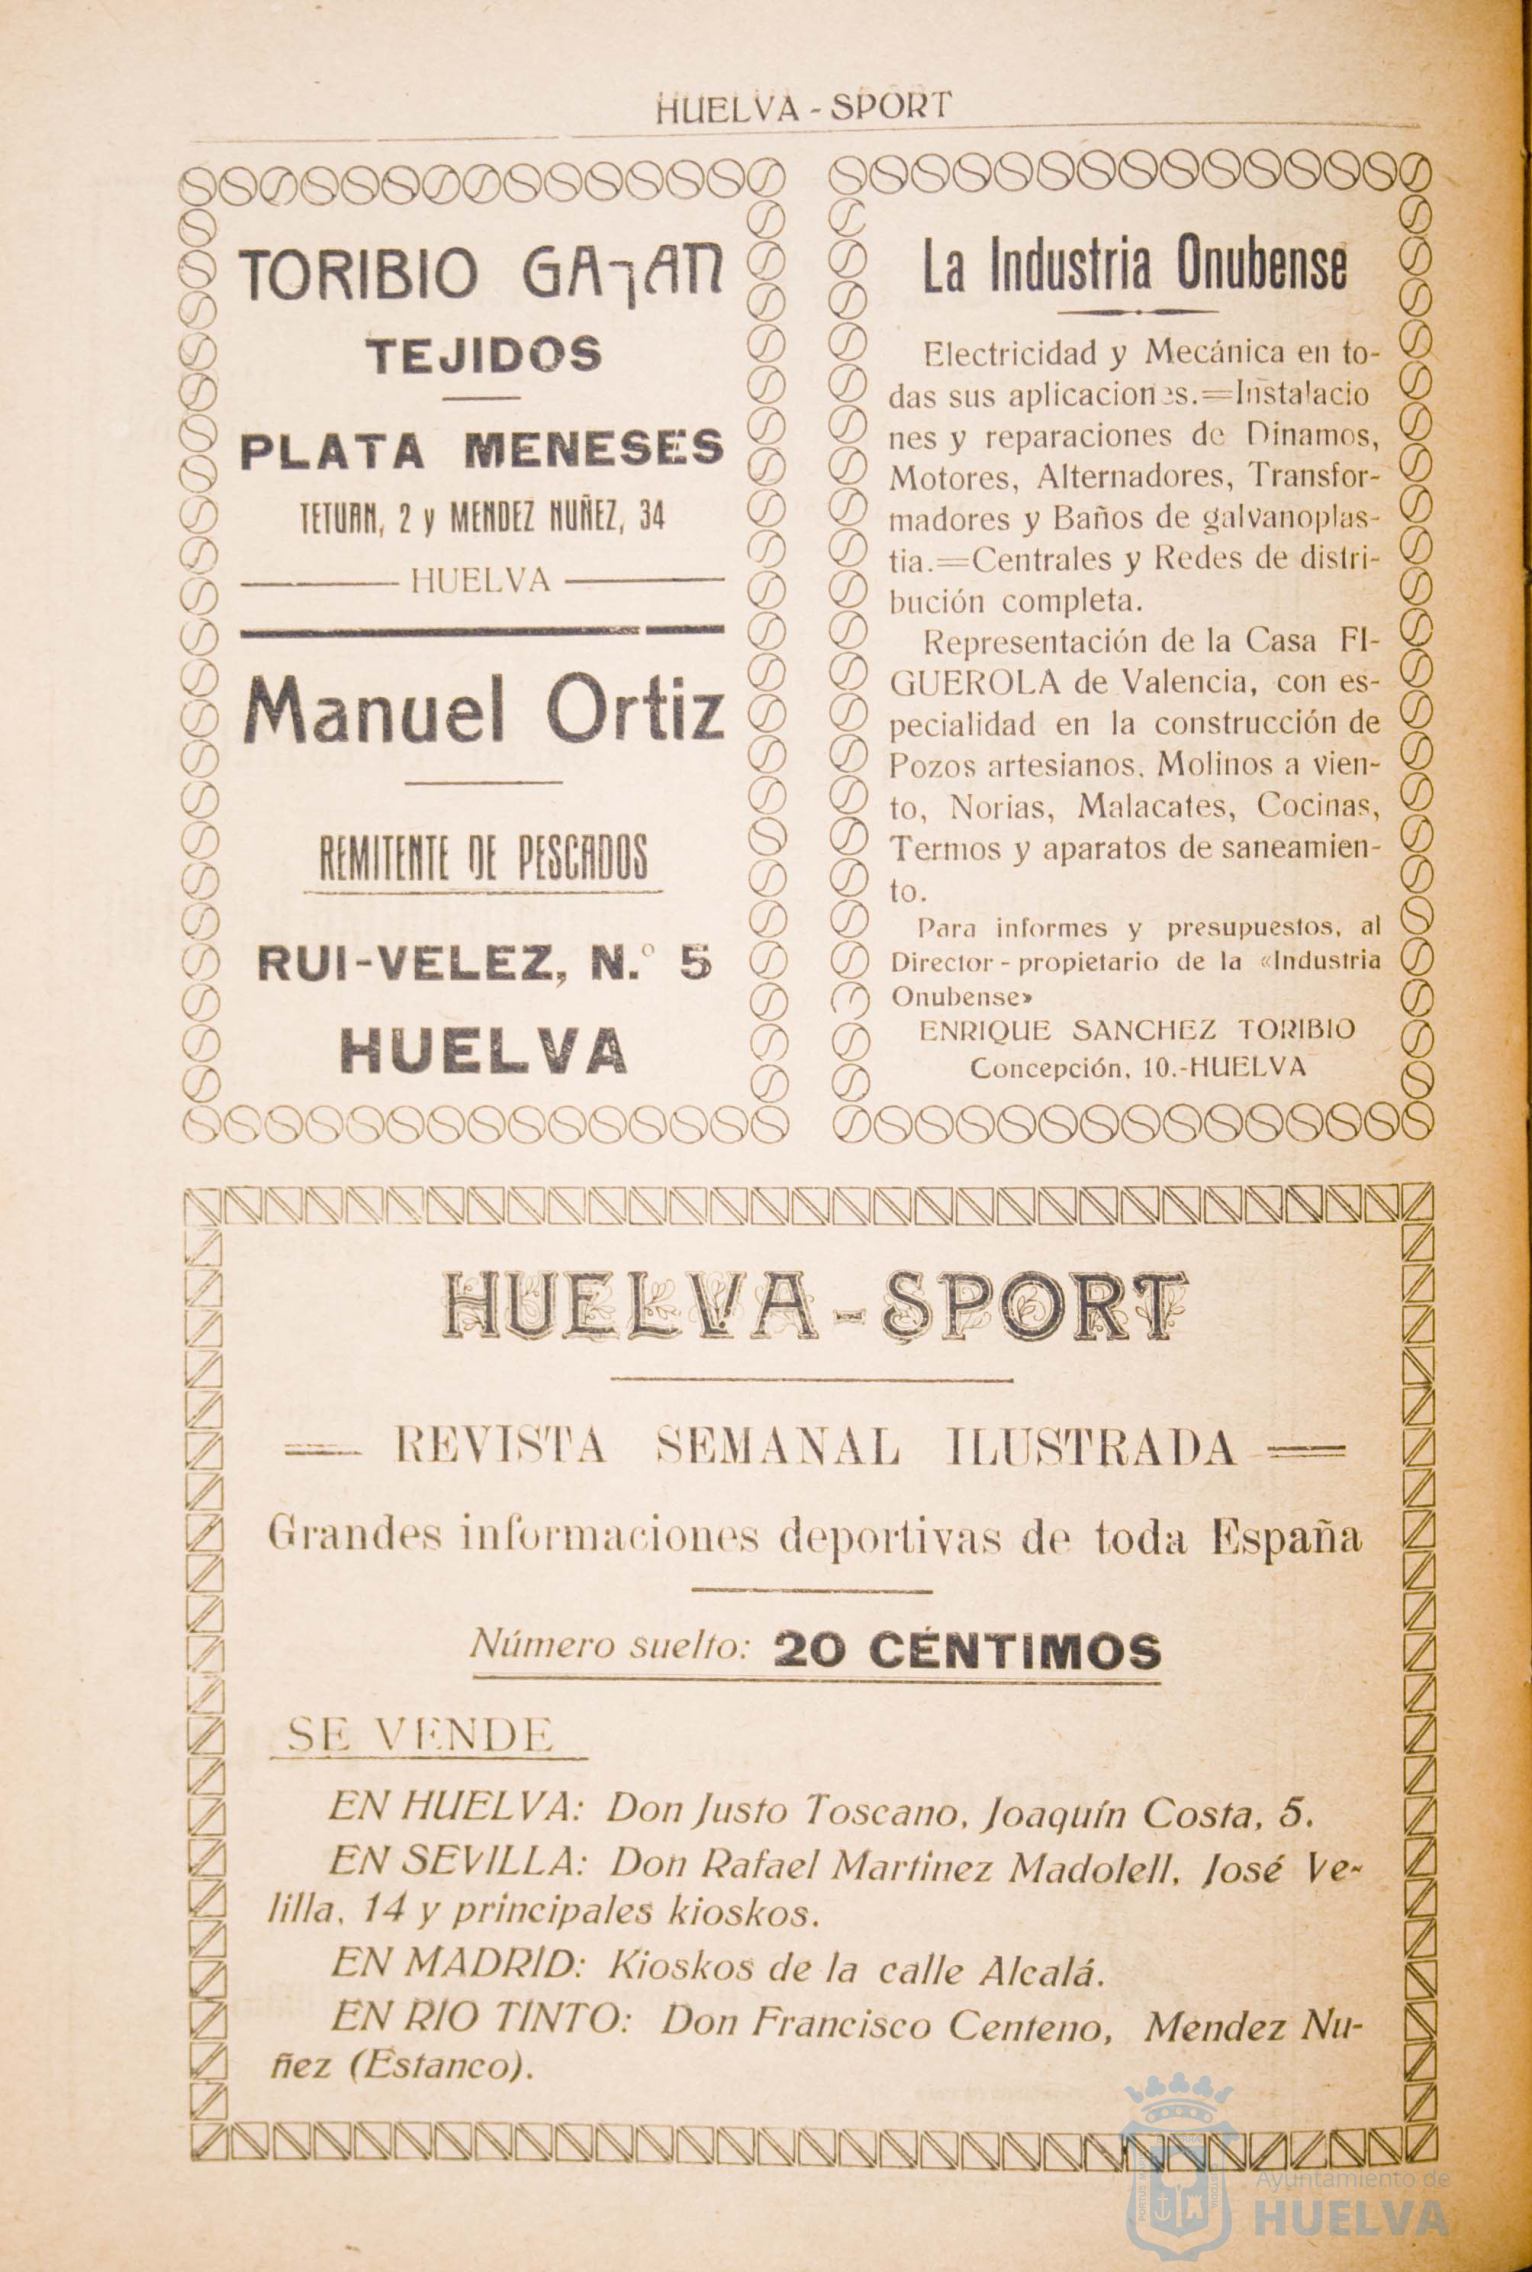 HUELVA - SPORT
TORIBIO GAJAN
TEJIDOS
PLATA MENESES
TETUAN, 2 y MENDEZ NUÑEZ, 34
HUELVA
Manuel Ortiz
REMITENTE DE PESCADOS
RUI-VELEZ, N.º 5
HUELVA
La Industria Onubense
Electricidad y Mecánica en to-
das sus aplicaciones.=Instalacio
nes y reparaciones de Dinamos,
Motores, Alternadores, Transfor-
madores y Baños de galvanoplas-
tia.=Centrales y Redes de distri-
bución completa.
Representación de la Casa FI-
GUEROLA de Valencia, con es-
pecialidad en la construcción de
Pozos artesianos, Molinos a vien-
to, Norias, Malacates, Cocinas,
Termos y aparatos de saneamien-
to.
Para informes y presupuestos, al
Director - propietario de la «Industria
Onubense»
ENRIQUE SANCHEZ TORIBIO
Concepción, 10.-HUELVA
HUELVA - SPORT
REVISTA SEMANAL ILUSTRADA
Grandes informaciones deportivas de toda España
Número suelto: 20 CÉNTIMOS
SE VENDE
EN HUELVA: Don Justo Toscano, Joaquín Costa, 5.
EN SEVILLA: Don Rafael Martinez Madolell, José Ve-
lilla, 14 y principales kioskos.
EN MADRID: Kioskos de la calle Alcalá.
EN RIO TINTO: Don Francisco Centeno, Mendez Nu-
ñez (Estanco).
Ayuntamiento de
HUELVA